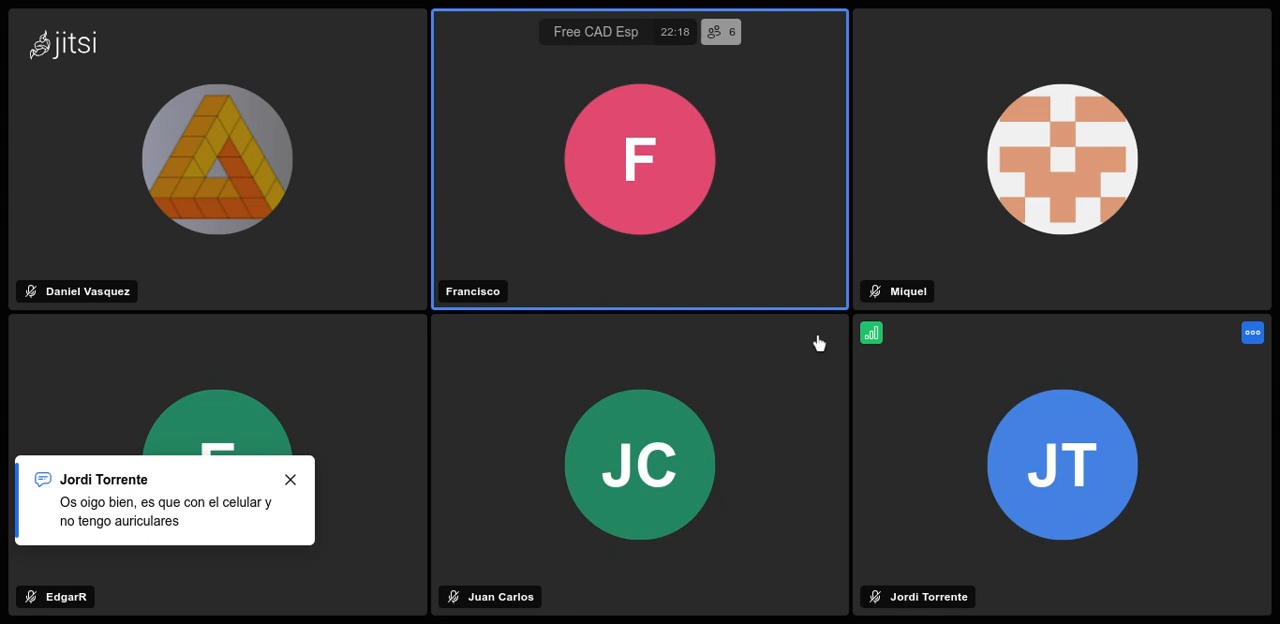 jitsi
Free CAD Esp 22:18 6
F
Daniel Vasquez
Francisco
Miquel
JC
JT
Jordi Torrente
Os oigo bien, es que con el celular y
no tengo auriculares
EdgarR
Juan Carlos
Jordi Torrente